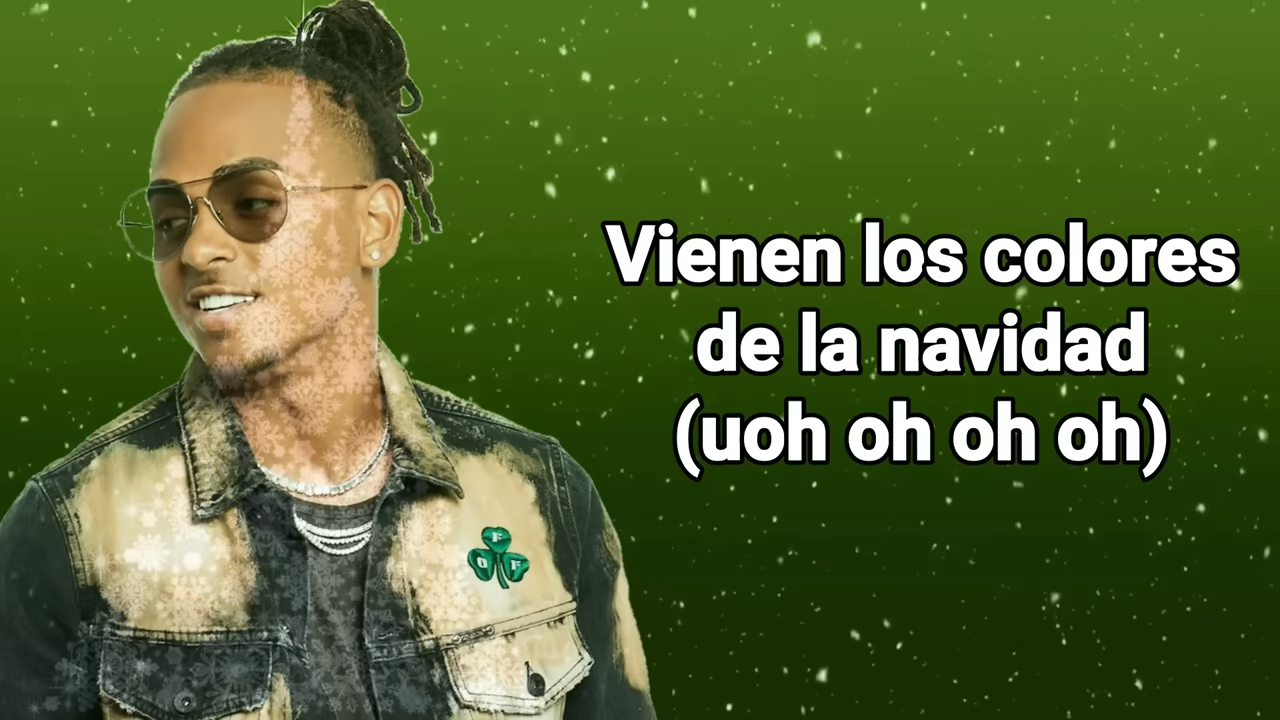 Vienen los colores
de la navidad
(uoh oh oh oh)
F
O F